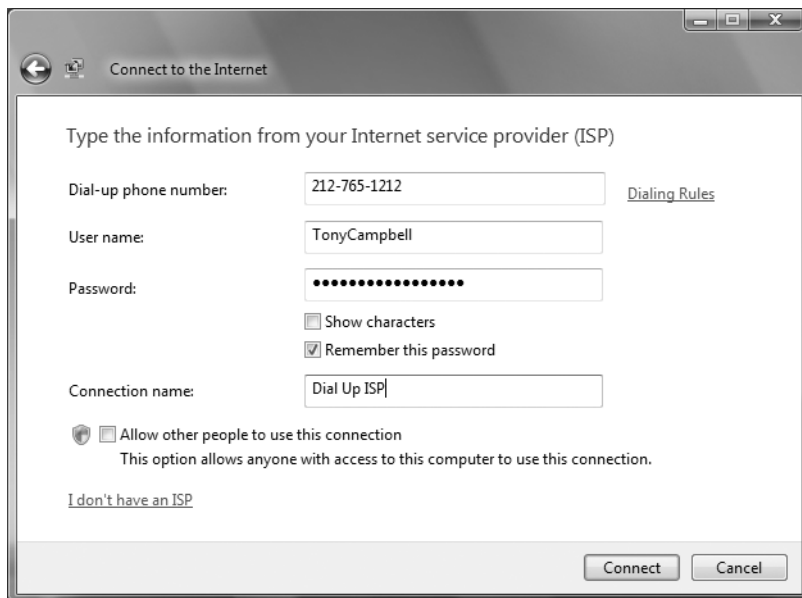 Connect to the Internet
Type the information from your Internet service provider (ISP)
Dial-up phone number: 212-765-1212 Dialing Rules
User name: TonyCampbell
Password: •••••••••••••••••
Show characters
Remember this password
Connection name: Dial Up ISP
Allow other people to use this connection
This option allows anyone with access to this computer to use this connection.
I don't have an ISP
Connect Cancel